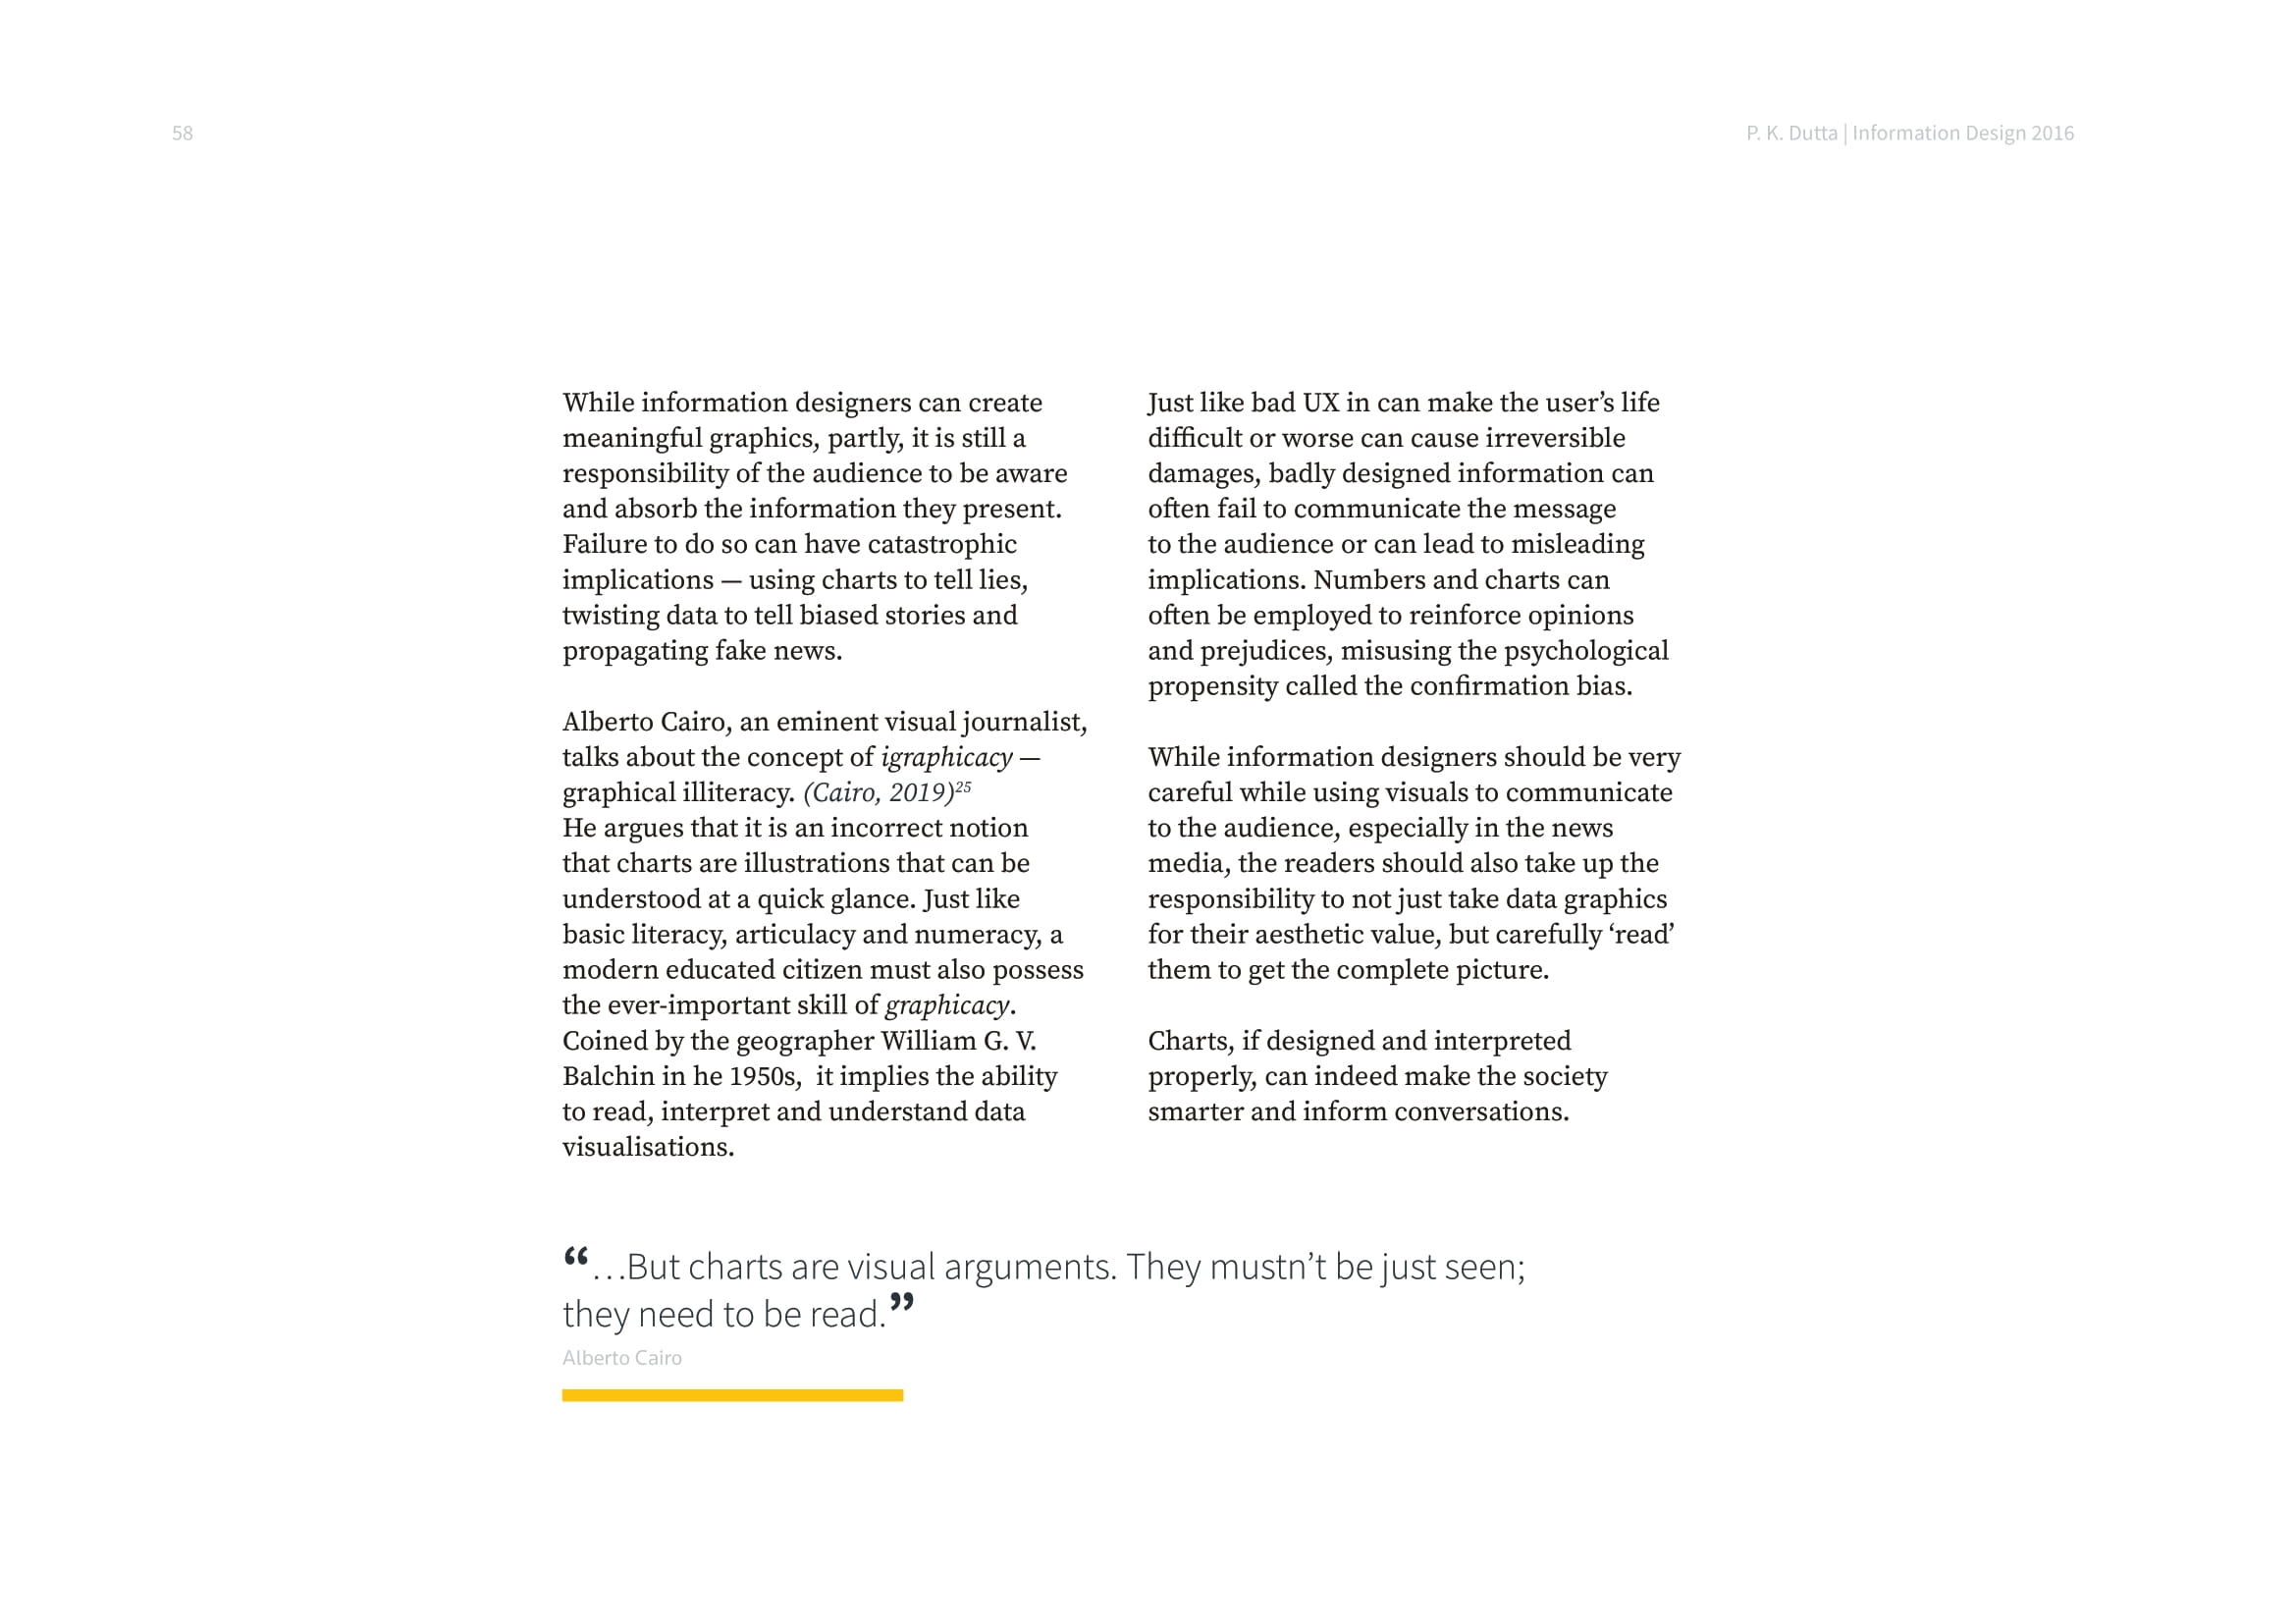 58
P. K. Dutta | Information Design 2016
While information designers can create
meaningful graphics, partly, it is still a
responsibility of the audience to be aware
and absorb the information they present.
Failure to do so can have catastrophic
implications — using charts to tell lies,
twisting data to tell biased stories and
propagating fake news.
Alberto Cairo, an eminent visual journalist,
talks about the concept of igraphicacy —
graphical illiteracy. (Cairo, 2019)25
He argues that it is an incorrect notion
that charts are illustrations that can be
understood at a quick glance. Just like
basic literacy, articulacy and numeracy, a
modern educated citizen must also possess
the ever-important skill of graphicacy.
Coined by the geographer William G. V.
Balchin in he 1950s,  it implies the ability
to read, interpret and understand data
visualisations.
Just like bad UX in can make the user’s life
difficult or worse can cause irreversible
damages, badly designed information can
often fail to communicate the message
to the audience or can lead to misleading
implications. Numbers and charts can
often be employed to reinforce opinions
and prejudices, misusing the psychological
propensity called the confirmation bias.
While information designers should be very
careful while using visuals to communicate
to the audience, especially in the news
media, the readers should also take up the
responsibility to not just take data graphics
for their aesthetic value, but carefully ‘read’
them to get the complete picture.
Charts, if designed and interpreted
properly, can indeed make the society
smarter and inform conversations.
“…But charts are visual arguments. They mustn’t be just seen;
they need to be read.”
Alberto Cairo